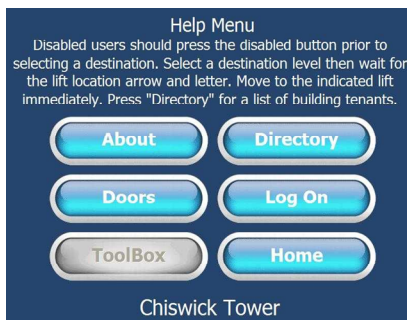 Help Menu
Disabled users should press the disabled button prior to
selecting a destination. Select a destination level then wait for
the lift location arrow and letter. Move to the indicated lift
immediately. Press "Directory" for a list of building tenants.
About
Directory
Doors
Log On
ToolBox
Home
Chiswick Tower